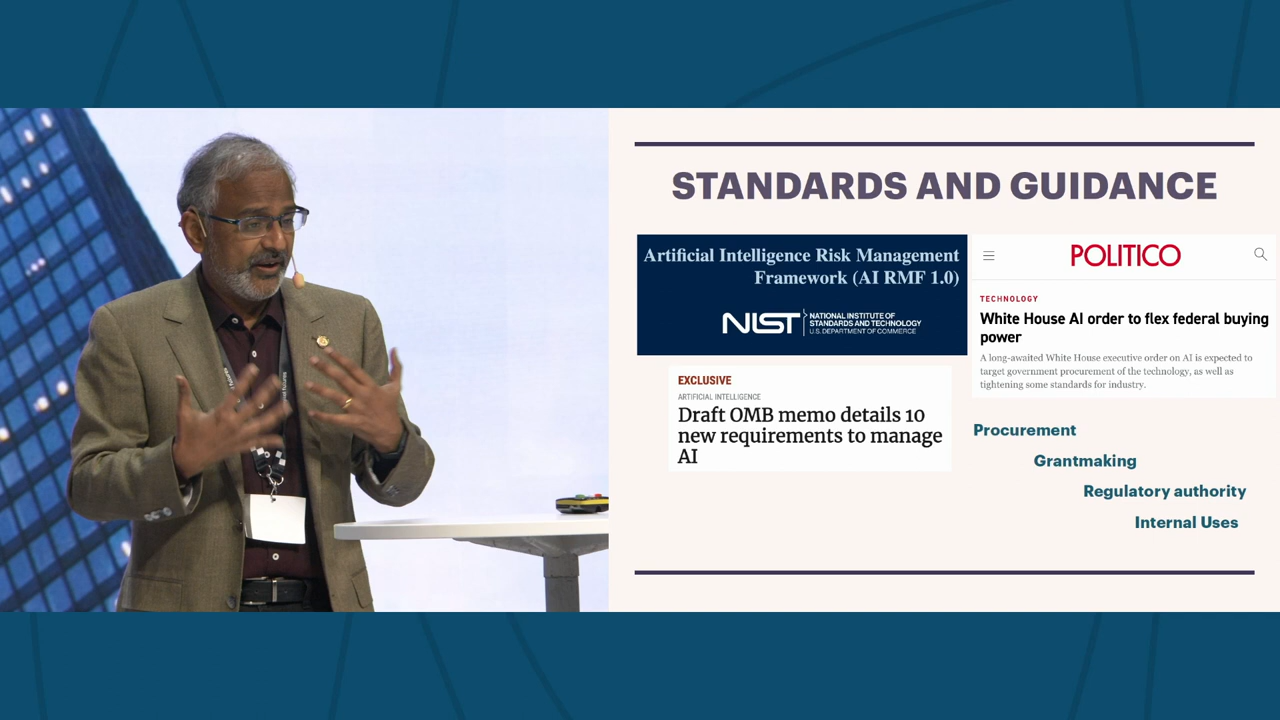 STANDARDS AND GUIDANCE
Artificial Intelligence Risk Management
Framework (AI RMF 1.0)
NIST
NATIONAL INSTITUTE OF
STANDARDS AND TECHNOLOGY
U.S. DEPARTMENT OF COMMERCE
EXCLUSIVE
ARTIFICIAL INTELLIGENCE
Draft OMB memo details 10
new requirements to manage
AI
POLITICO
TECHNOLOGY
White House AI order to flex federal buying
power
A long-awaited White House executive order on AI is expected to
target government procurement of the technology, as well as
tightening some standards for industry.
Procurement
Grantmaking
Regulatory authority
Internal Uses